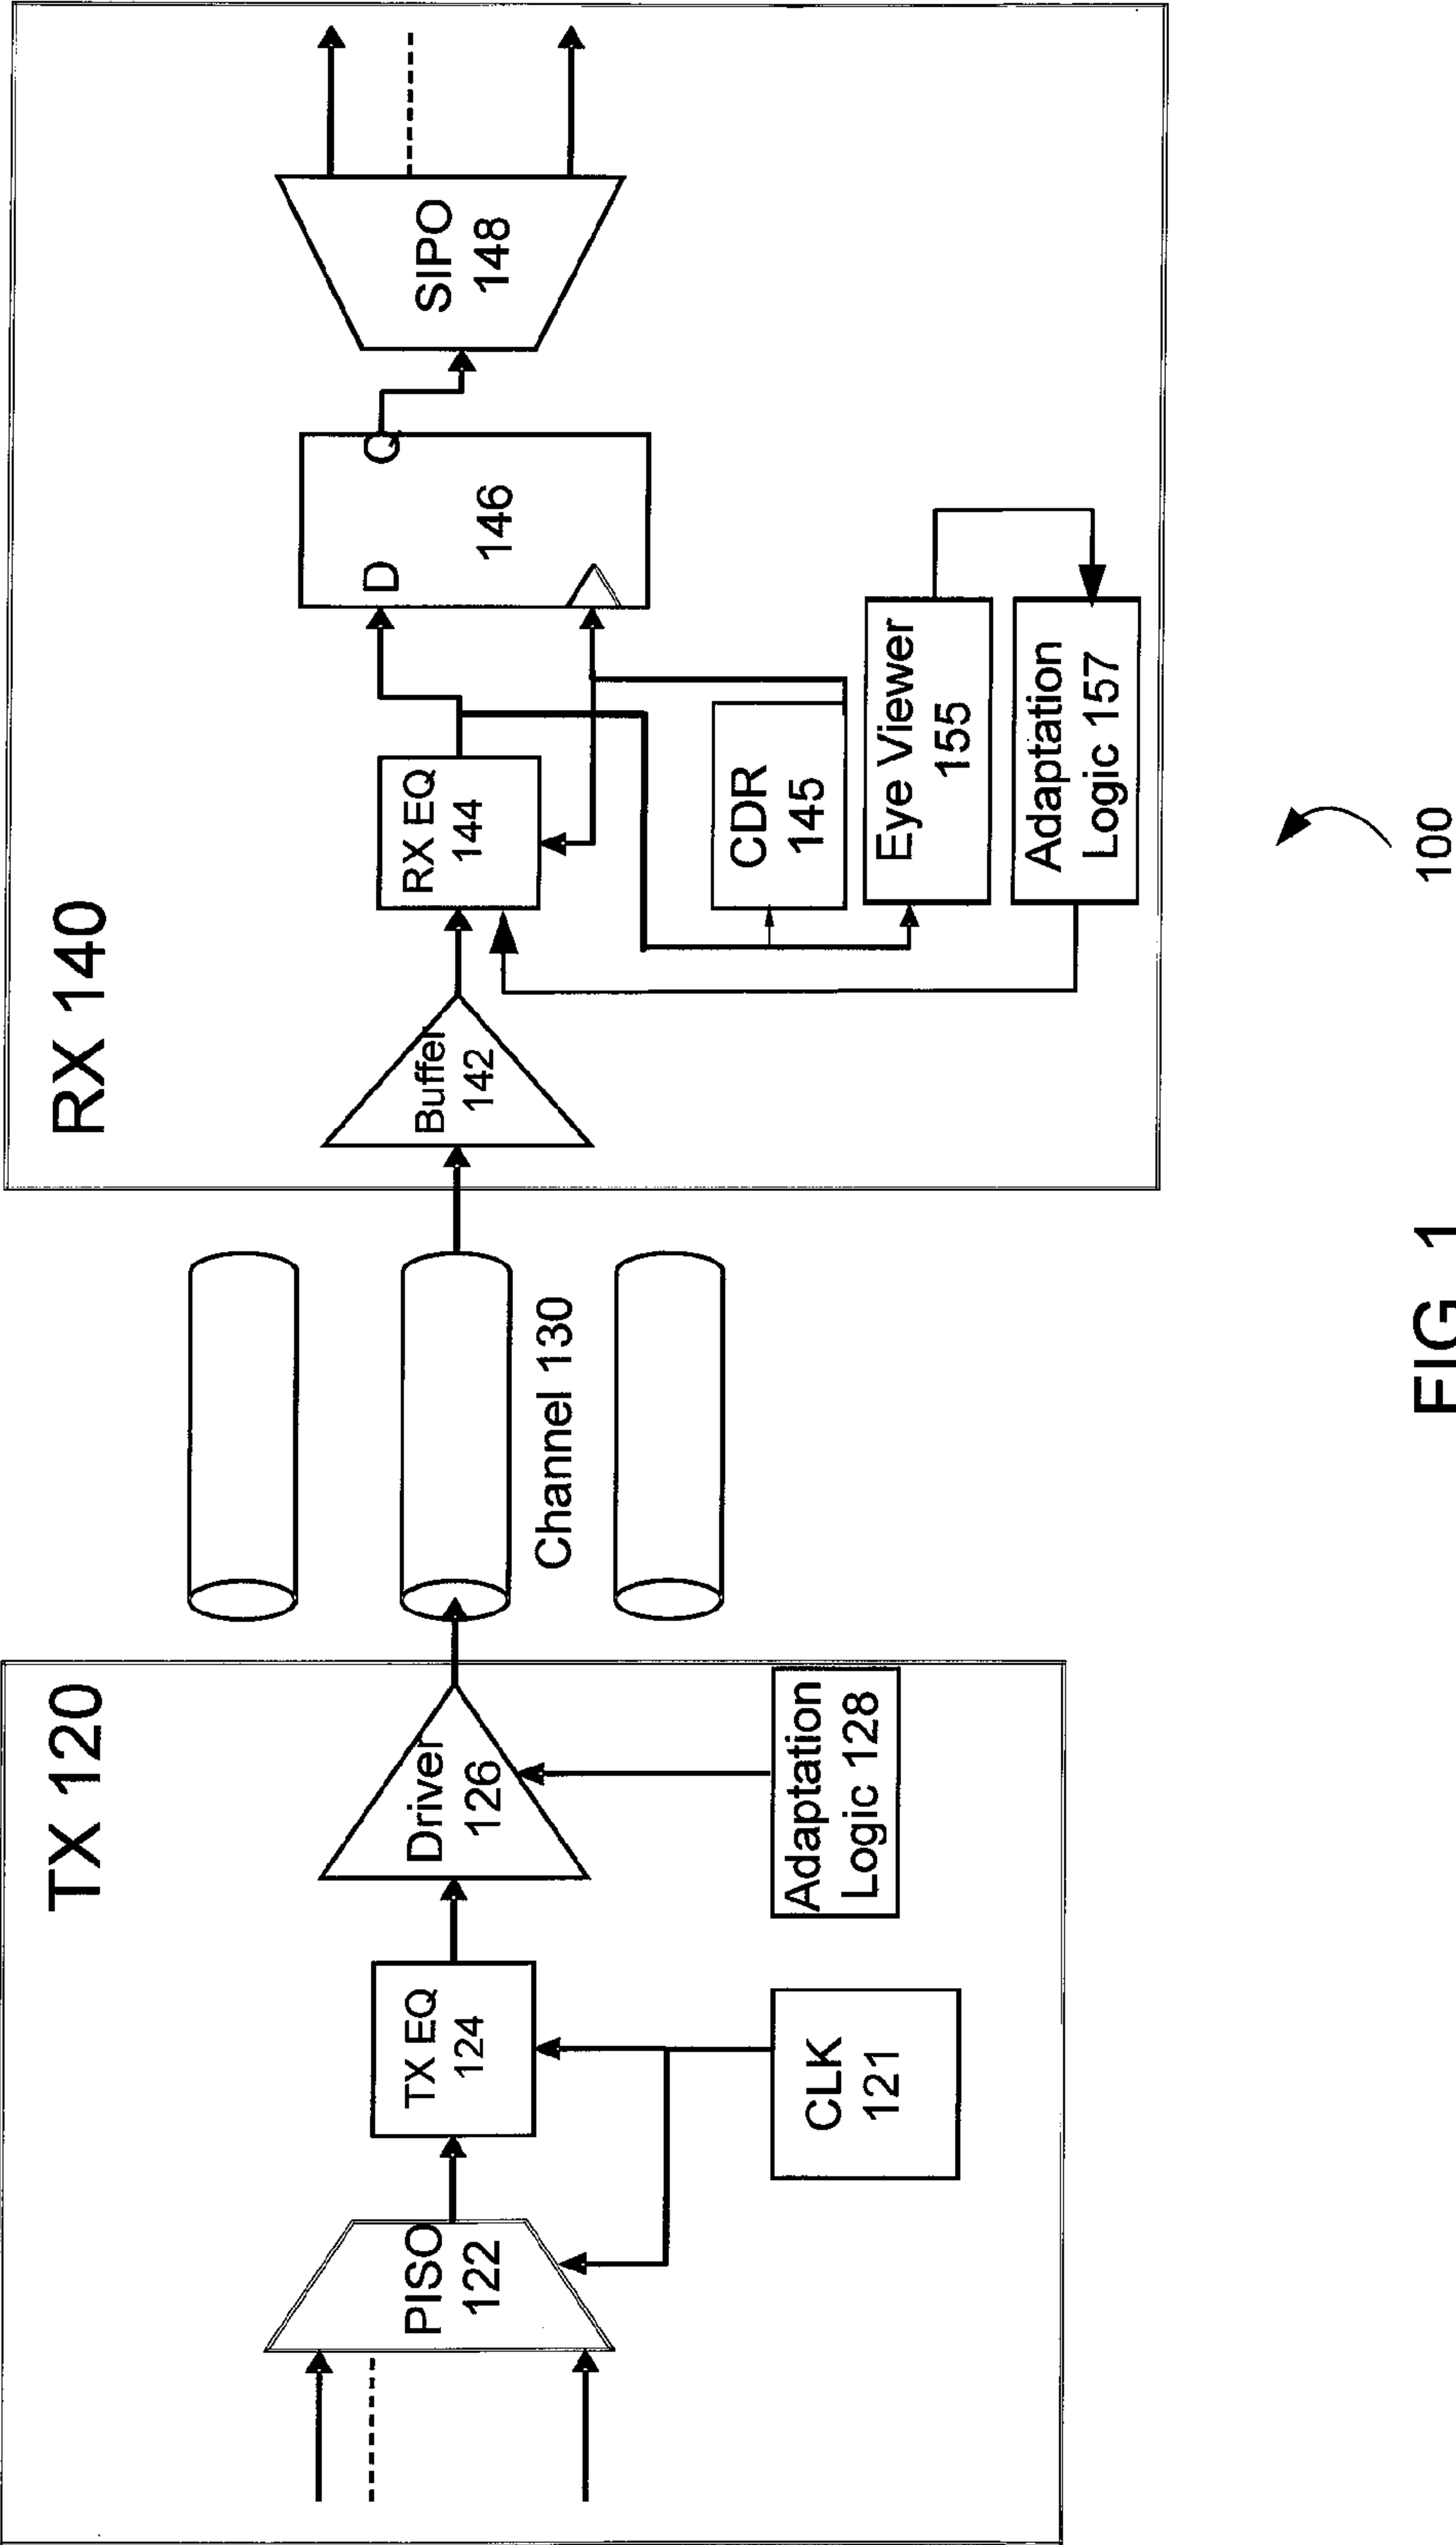 TX 120
PISO
122
TX EQ
124
Driver
126
CLK
121
Adaptation
Logic 128
Channel 130
RX 140
Buffer
142
RX EQ
144
D
Q
146
SIPO
148
CDR
145
Eye Viewer
155
Adaptation
Logic 157
100
FIG. 1